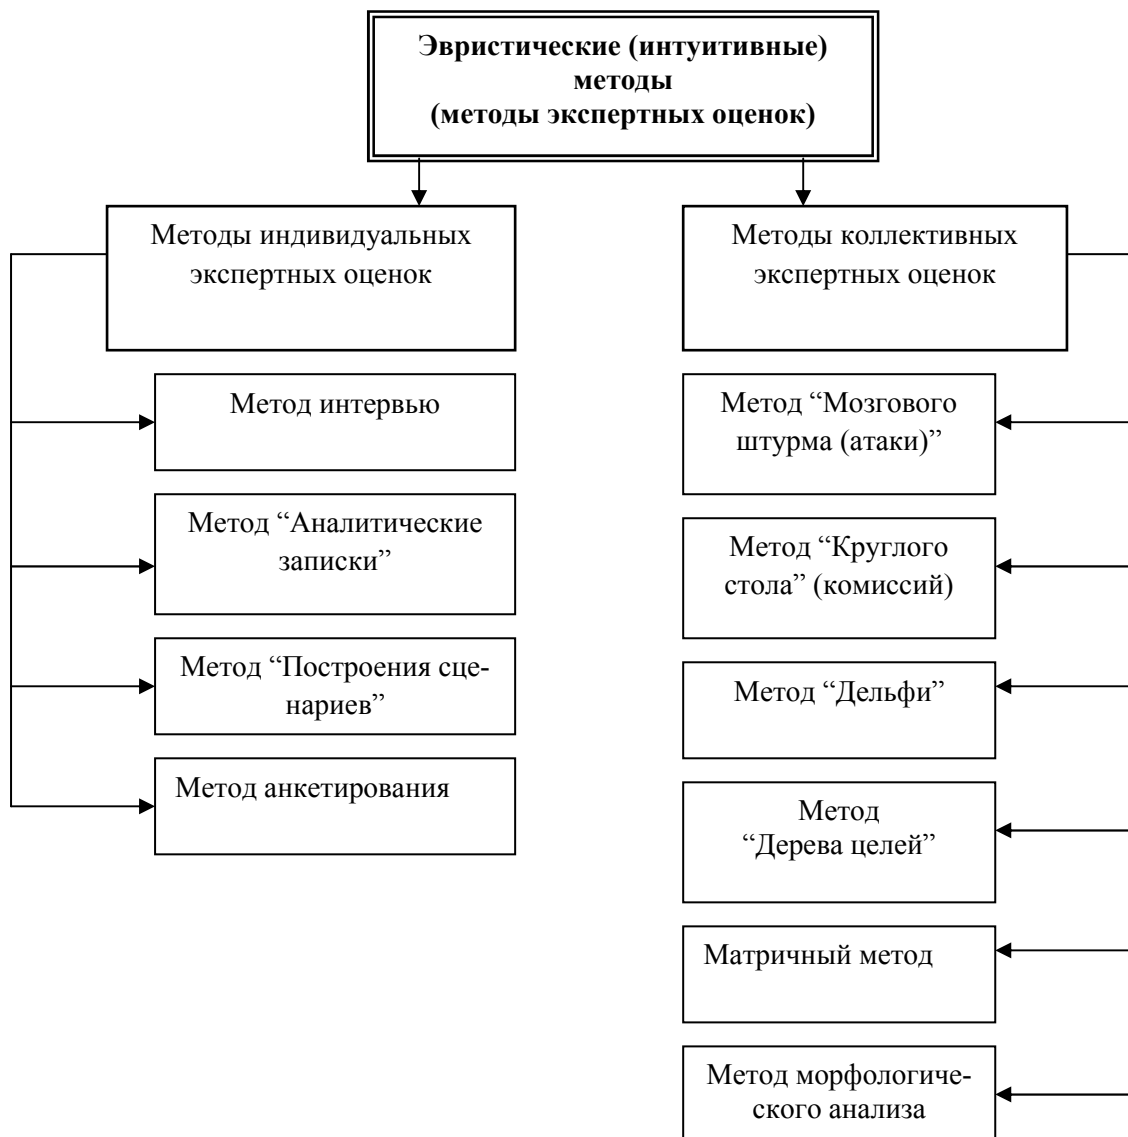 Эвристические (интуитивные)
методы
(методы экспертных оценок)
Методы индивидуальных
экспертных оценок
Методы коллективных
экспертных оценок
Метод интервью
Метод “Аналитические
записки”
Метод “Построения сце-
нариев”
Метод анкетирования
Метод “Мозгового
штурма (атаки)”
Метод “Круглого
стола” (комиссий)
Метод “Дельфи”
Метод
“Дерева целей”
Матричный метод
Метод морфологиче-
ского анализа